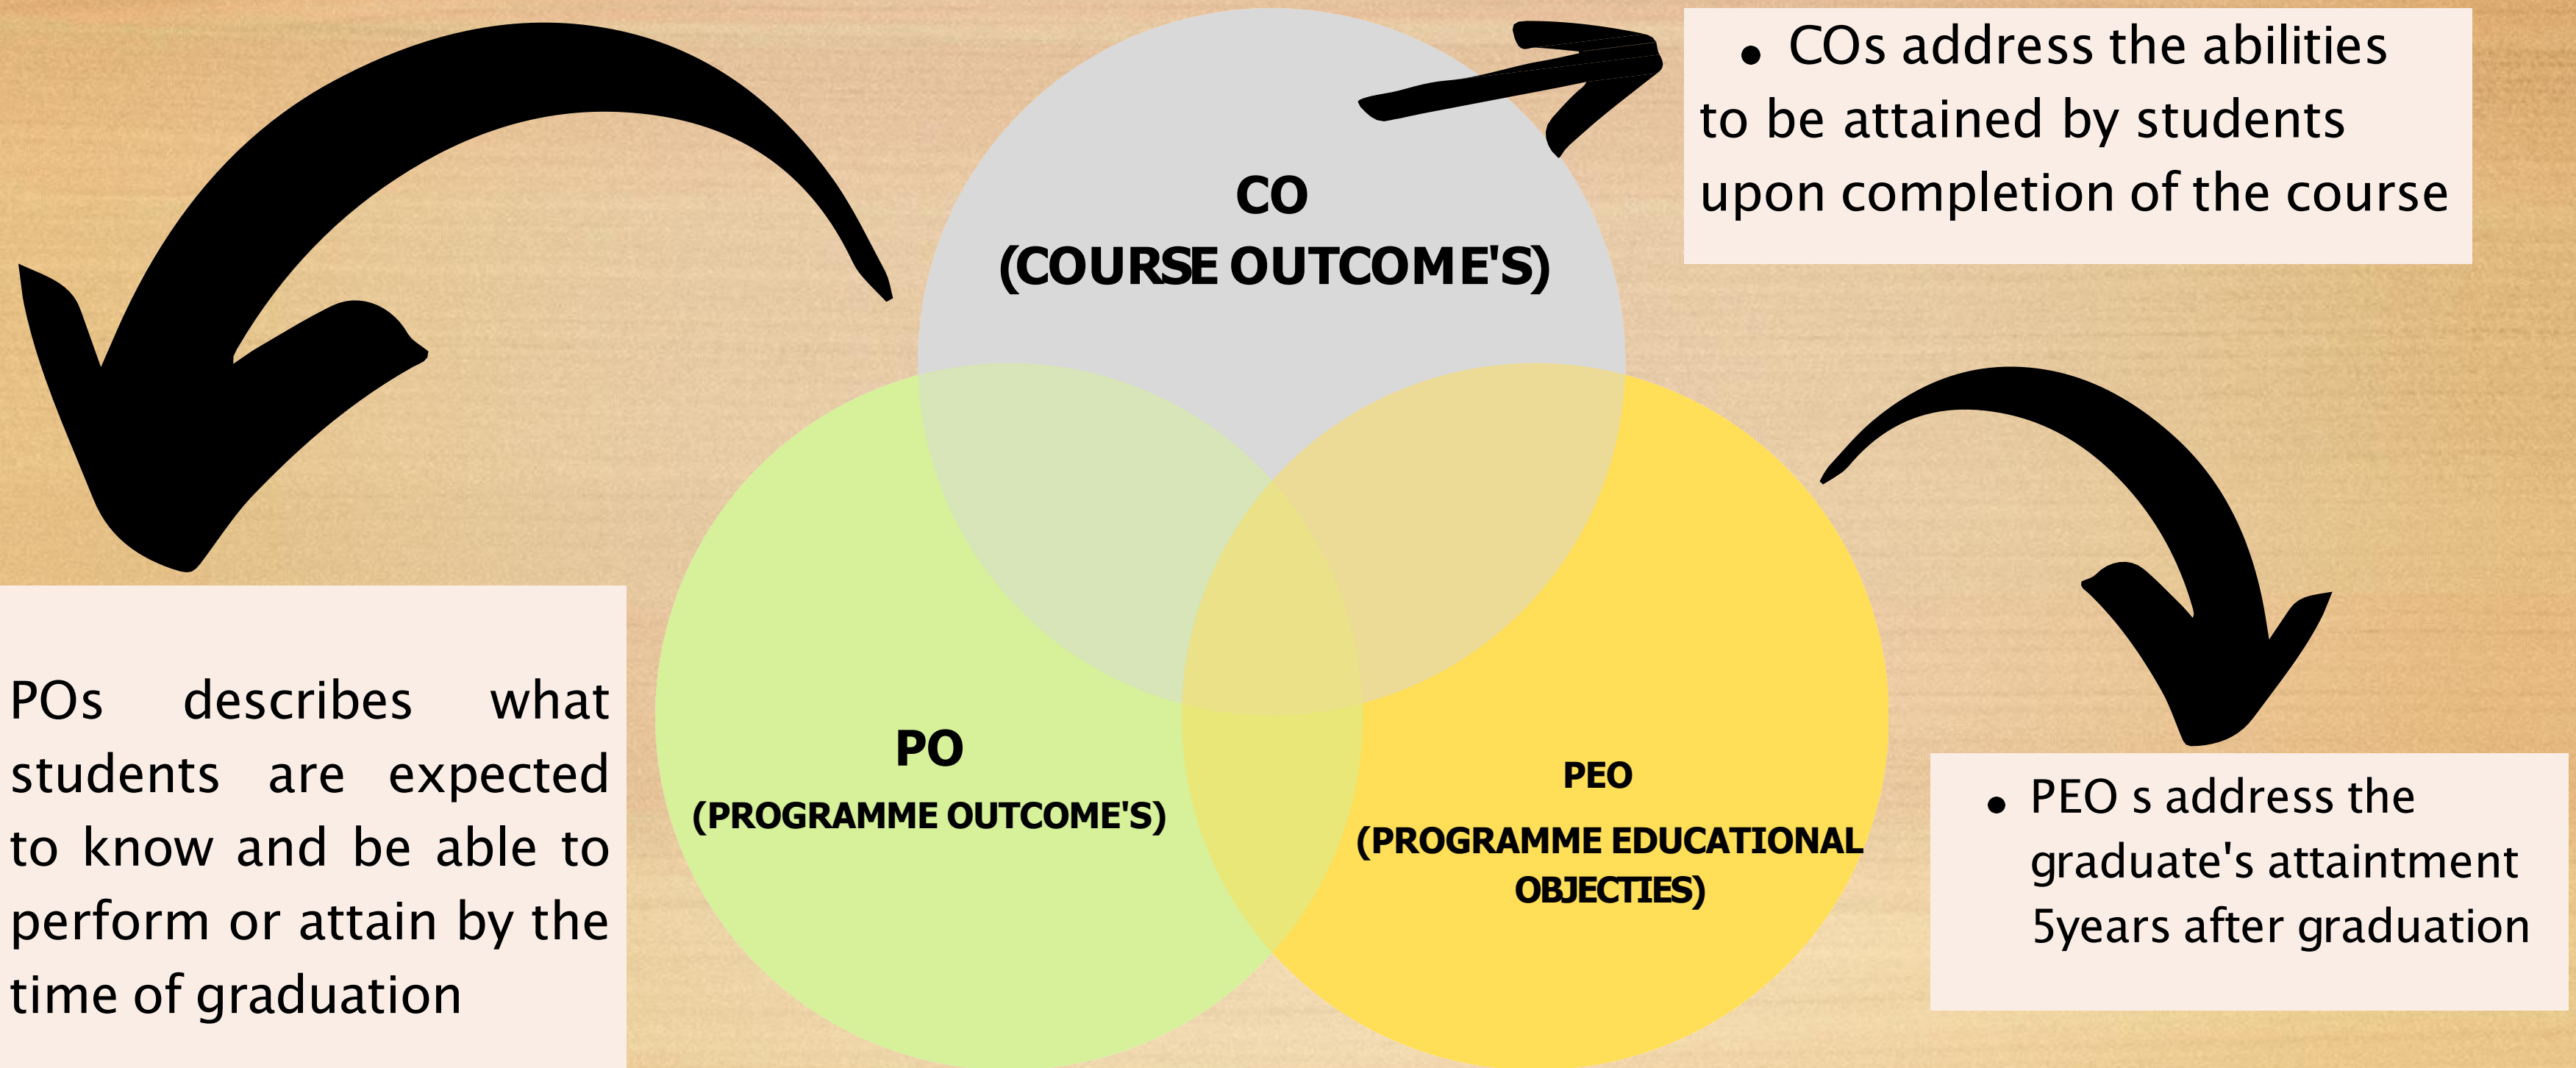 • COs address the abilities
to be attained by students
upon completion of the course
CO
(COURSE OUTCOME'S)
POs describes what
students are expected
to know and be able to
perform or attain by the
time of graduation
PO
(PROGRAMME OUTCOME'S)
PEO
(PROGRAMME EDUCATIONAL
OBJECTIES)
• PEO s address the
graduate's attaintment
5years after graduation